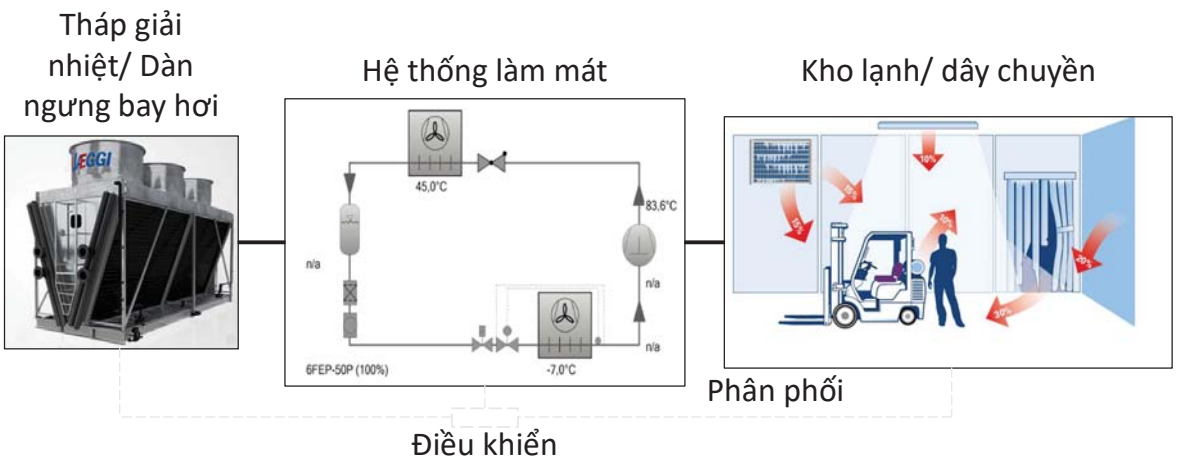 Tháp giải
nhiệt/ Dàn
ngưng bay hơi
Hệ thống làm mát
Kho lạnh/ dây chuyền
45,0°C
83,6°C
n/a
n/a
n/a
6FEP-50P (100%)
-7,0°C
10%
15%
15%
10%
20%
30%
Phân phối
Điều khiển